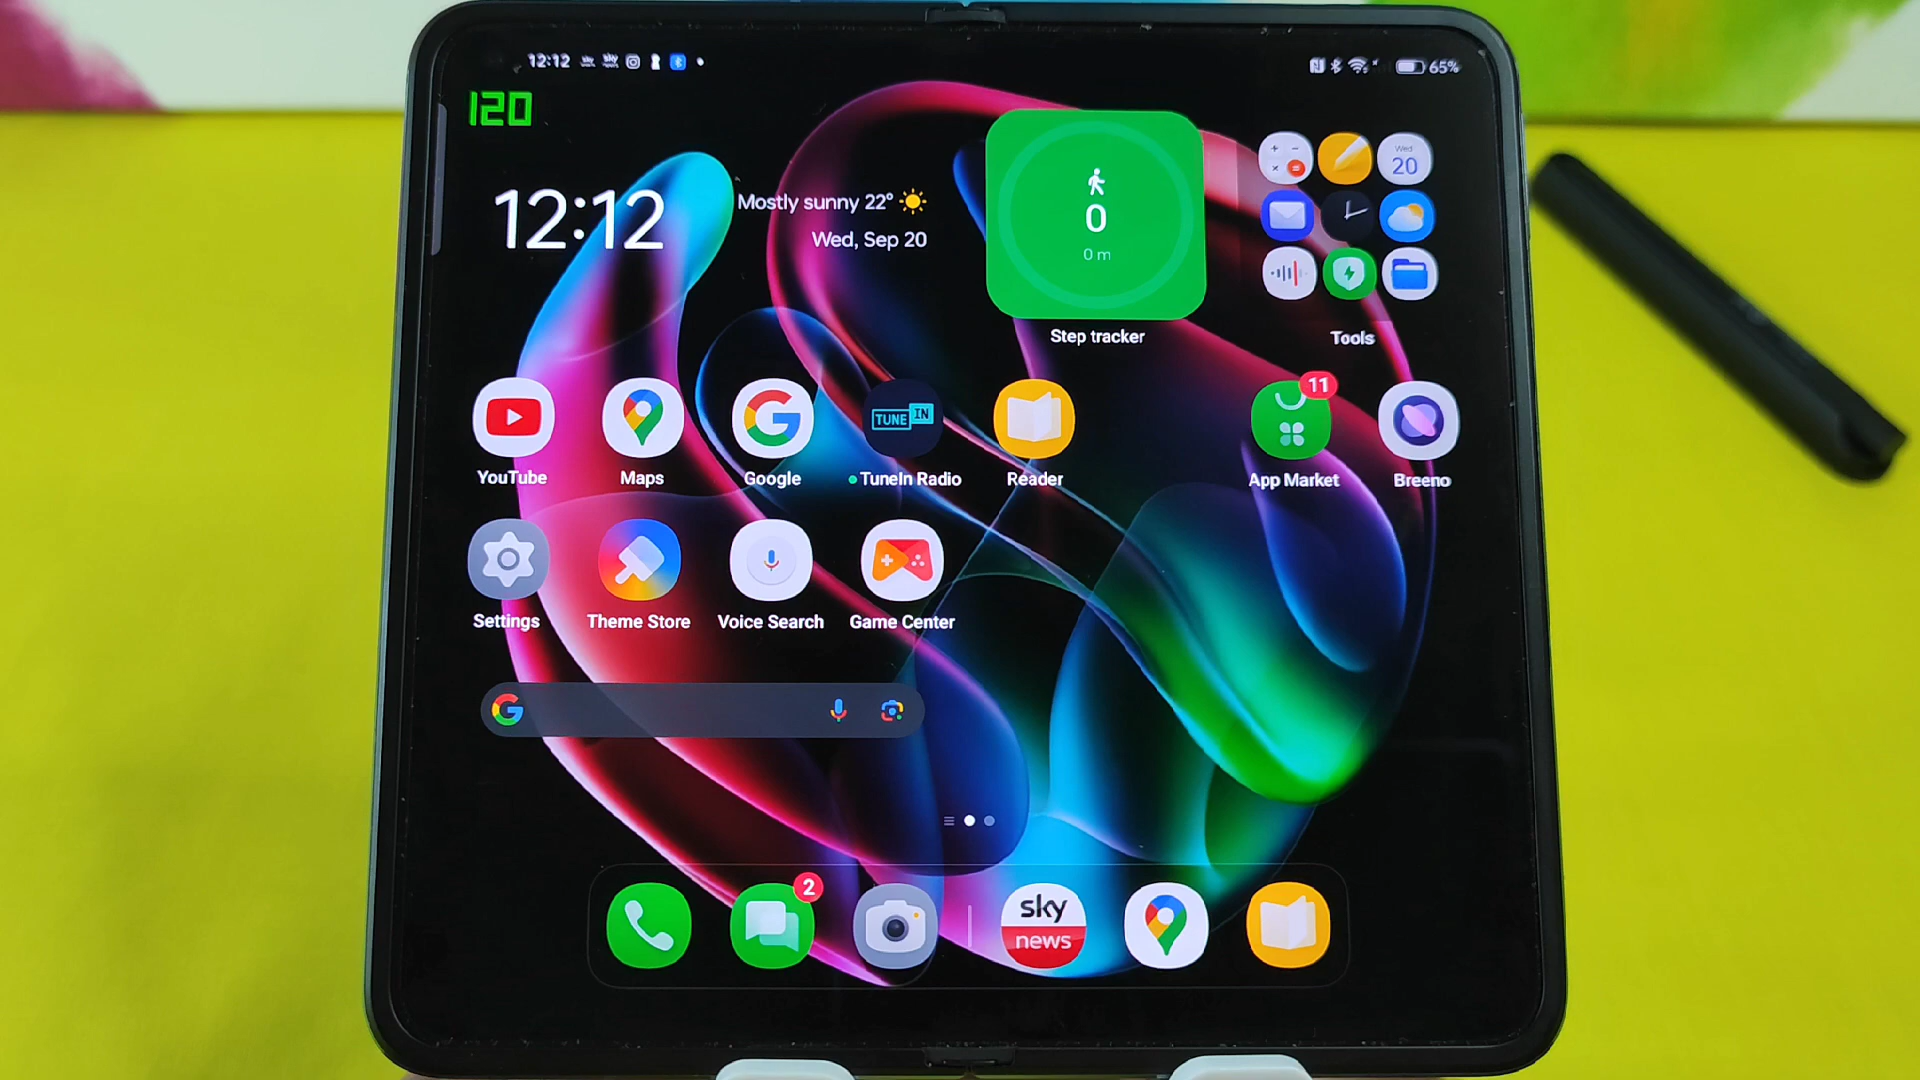 12:12
65%
120
12:12
Mostly sunny 22°
Wed, Sep 20
0
0 m
Step tracker
Wed
20
Tools
YouTube
Maps
Google
TUNE IN
TuneIn Radio
Reader
11
App Market
Breeno
Settings
Theme Store
Voice Search
Game Center
2
sky
news